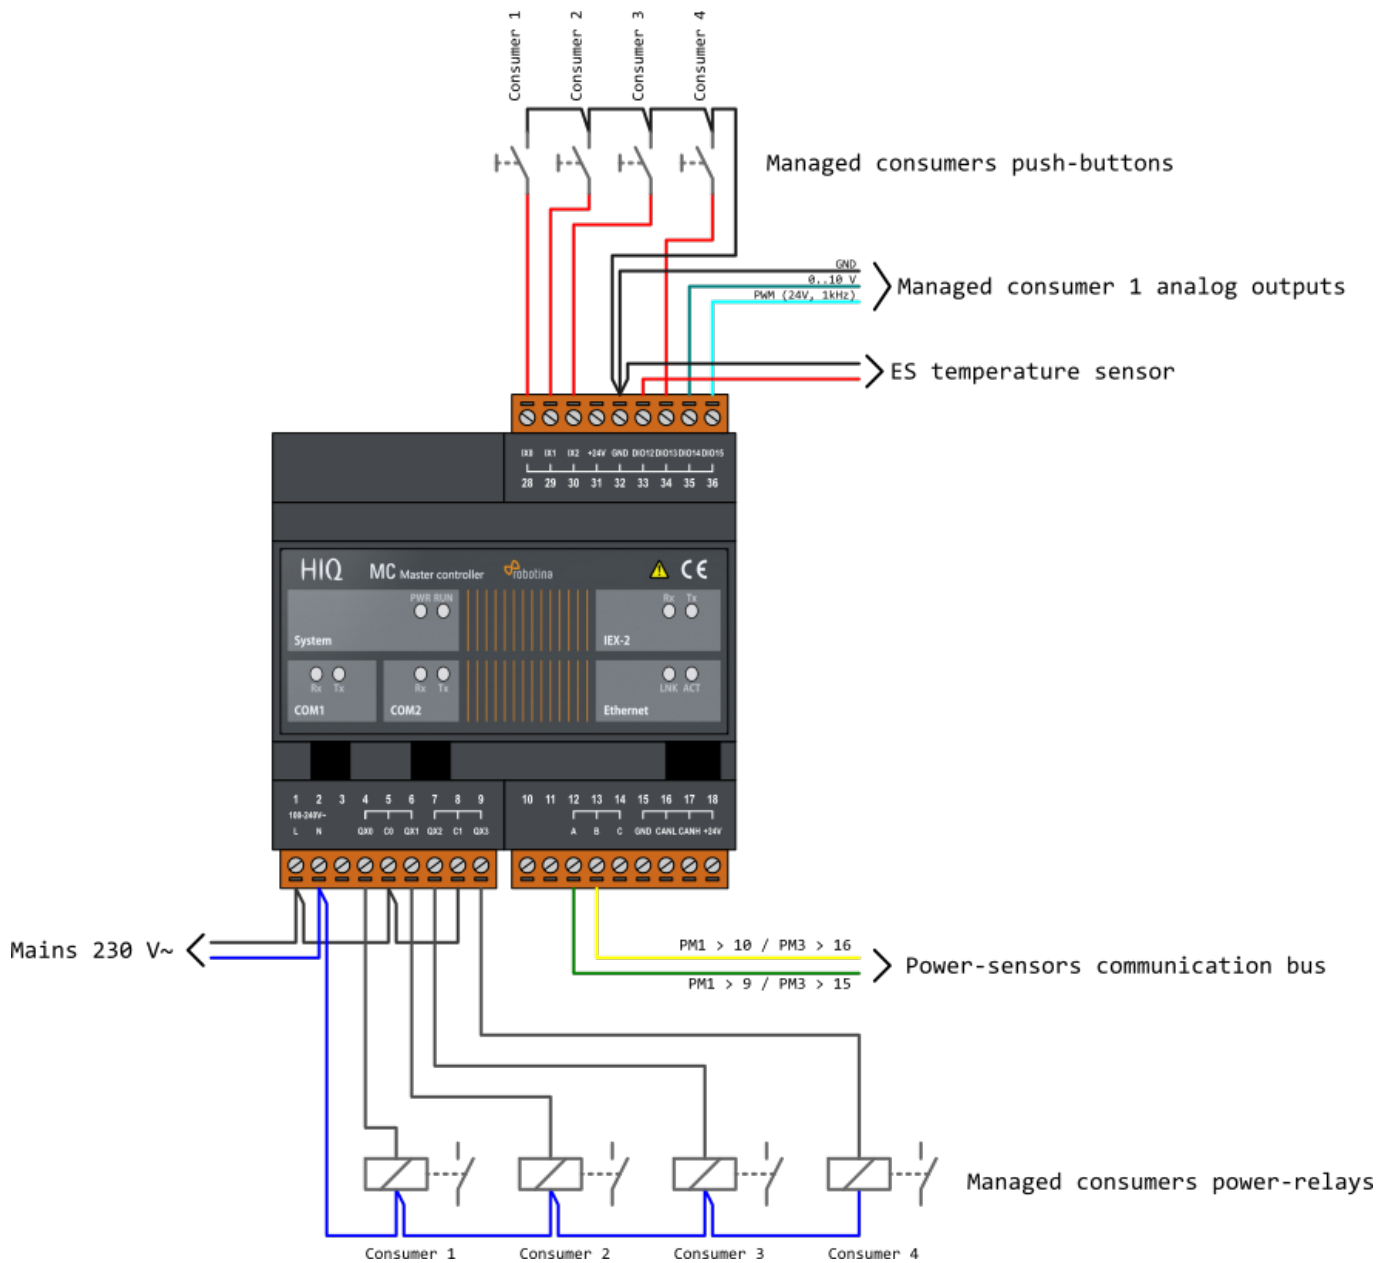 Consumer 1
Consumer 2
Consumer 3
Consumer 4
Managed consumers push-buttons
GND
0..10 V
PWM (24V, 1kHz)
Managed consumer 1 analog outputs
ES temperature sensor
IX0 IX1 IX2 +24V GND DIO12 DIO13 DIO14 DIO15
28 29 30 31 32 33 34 35 36
HIQ MC Master controller robotina CE
PWR RUN
System
Rx Tx
IEX-2
Rx Tx
COM1
Rx Tx
COM2
LNK ACT
Ethernet
1 2 3 4 5 6 7 8 9 10 11 12 13 14 15 16 17 18
100-240V~
L N QX0 C0 QX1 QX2 C1 QX3 A B C GND CANL CANH +24V
Mains 230 V~
PM1 > 10 / PM3 > 16
PM1 > 9 / PM3 > 15
Power-sensors communication bus
Managed consumers power-relays
Consumer 1
Consumer 2
Consumer 3
Consumer 4